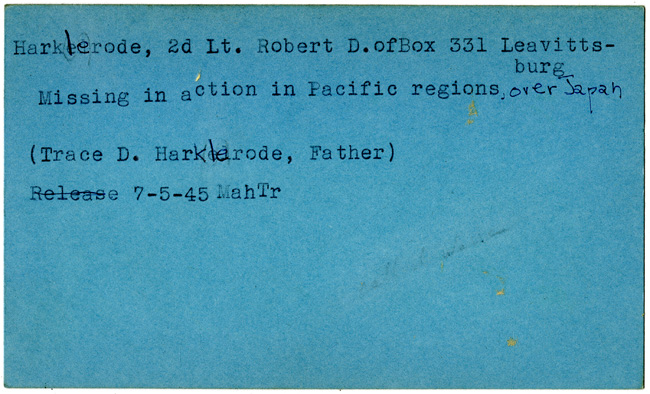 Harklerode, 2d Lt. Robert D.ofBox 331 Leavitts-
burg
Missing in action in Pacific regions, over Japan
(Trace D. Harklerode, Father)
Release 7-5-45 MahTr